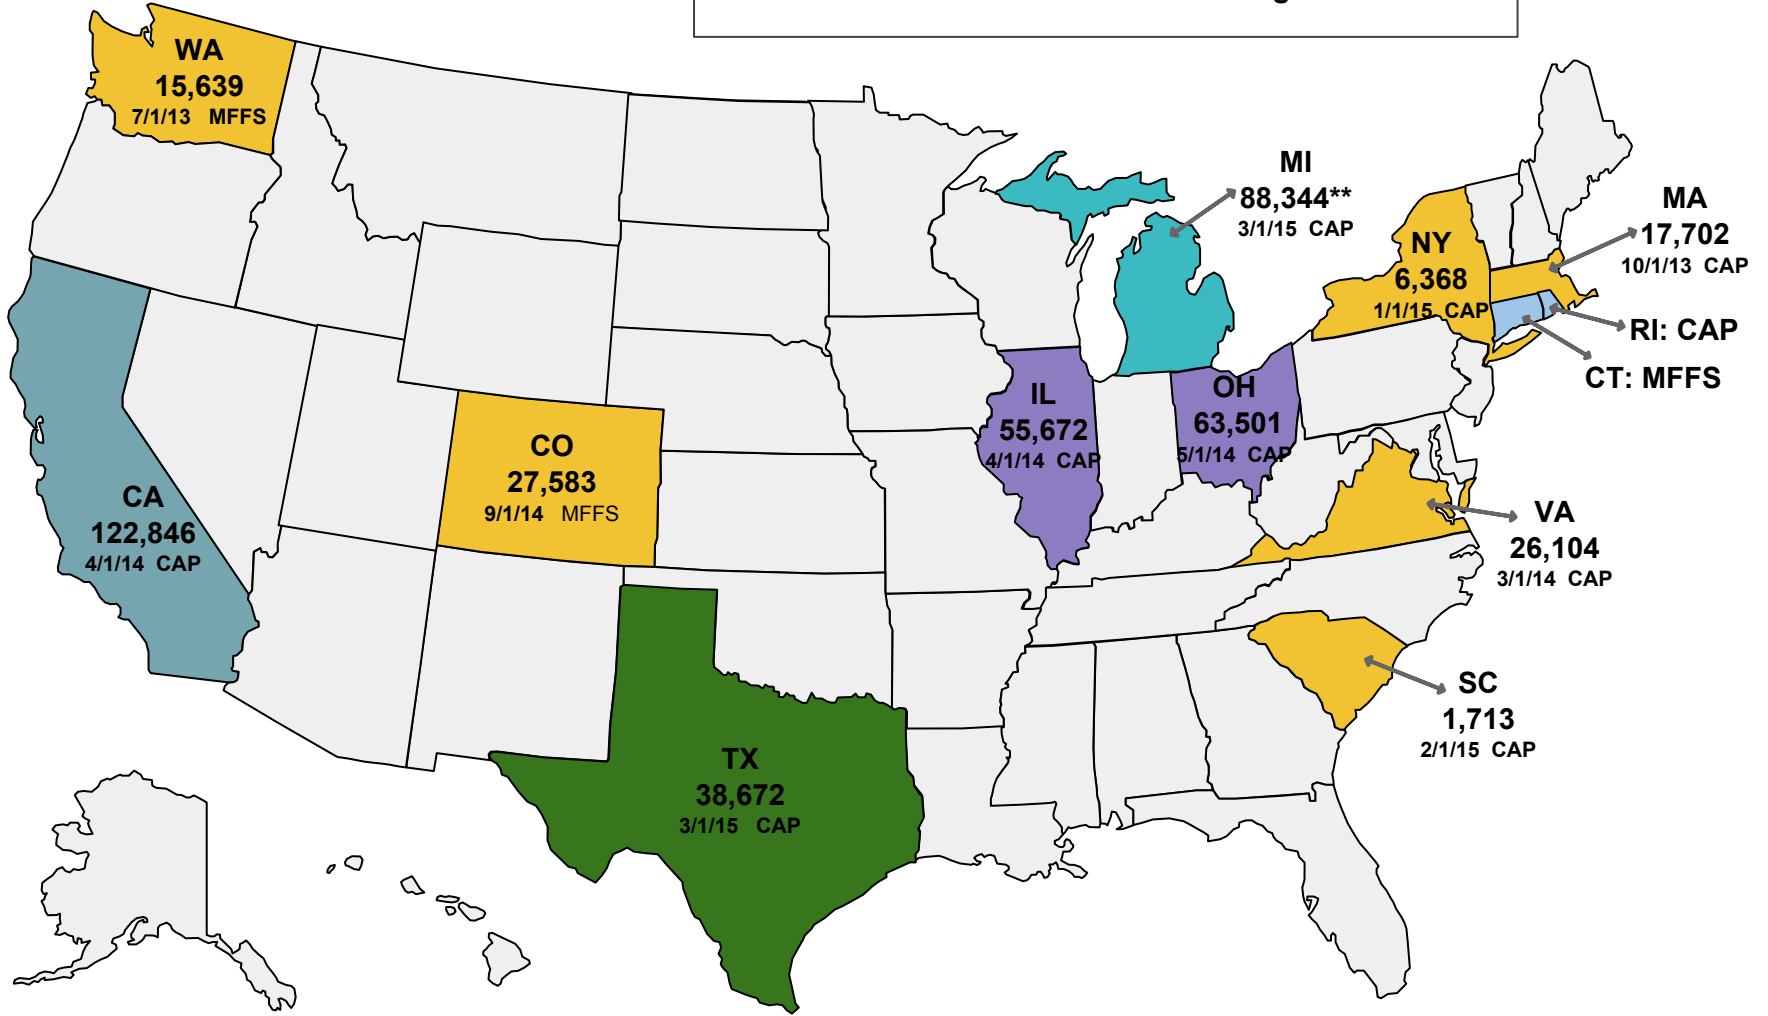 WA
15,639
7/1/13 MFFS
MI
88,344**
3/1/15 CAP
MA
17,702
10/1/13 CAP
NY
6,368
1/1/15 CAP
RI: CAP
CT: MFFS
IL
55,672
4/1/14 CAP
OH
63,501
5/1/14 CAP
CO
27,583
9/1/14 MFFS
CA
122,846
4/1/14 CAP
VA
26,104
3/1/14 CAP
SC
1,713
2/1/15 CAP
TX
38,672
3/1/15 CAP